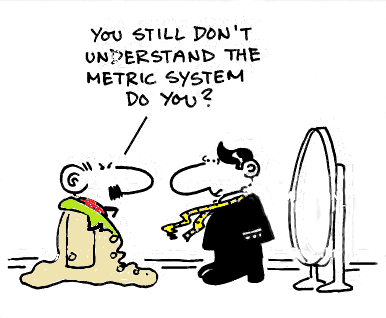 YOU STILL DON'T
UNDERSTAND THE
METRIC SYSTEM
DO YOU?